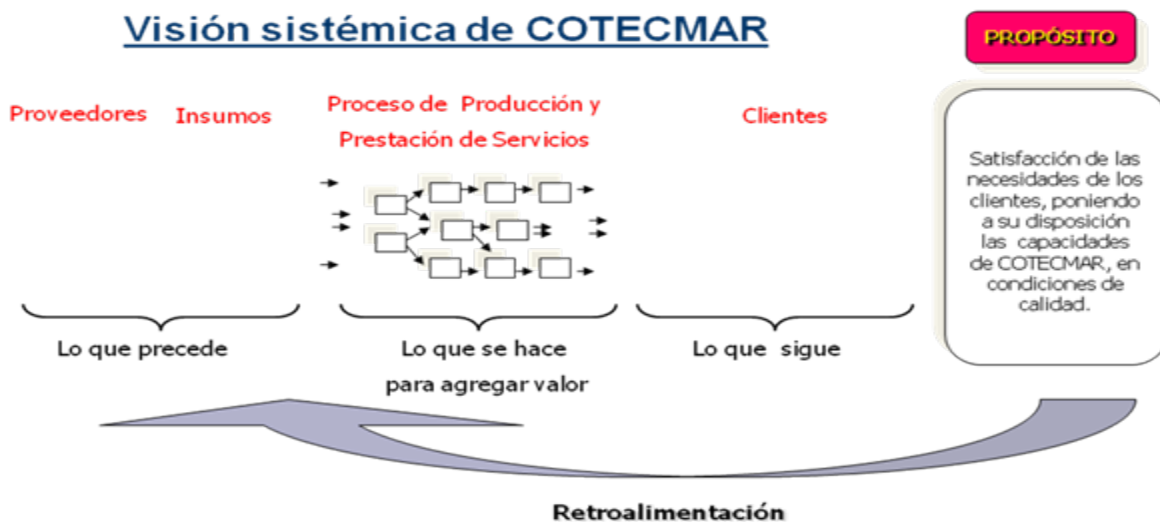 Visión sistémica de COTECMAR
PROPÓSITO
Proveedores
Insumos
Proceso de Producción y
Prestación de Servicios
Clientes
Satisfacción de las
necesidades de los
clientes, poniendo
a su disposición
las capacidades
de COTECMAR, en
condiciones de
calidad.
Lo que precede
Lo que se hace
para agregar valor
Lo que sigue
Retroalimentación